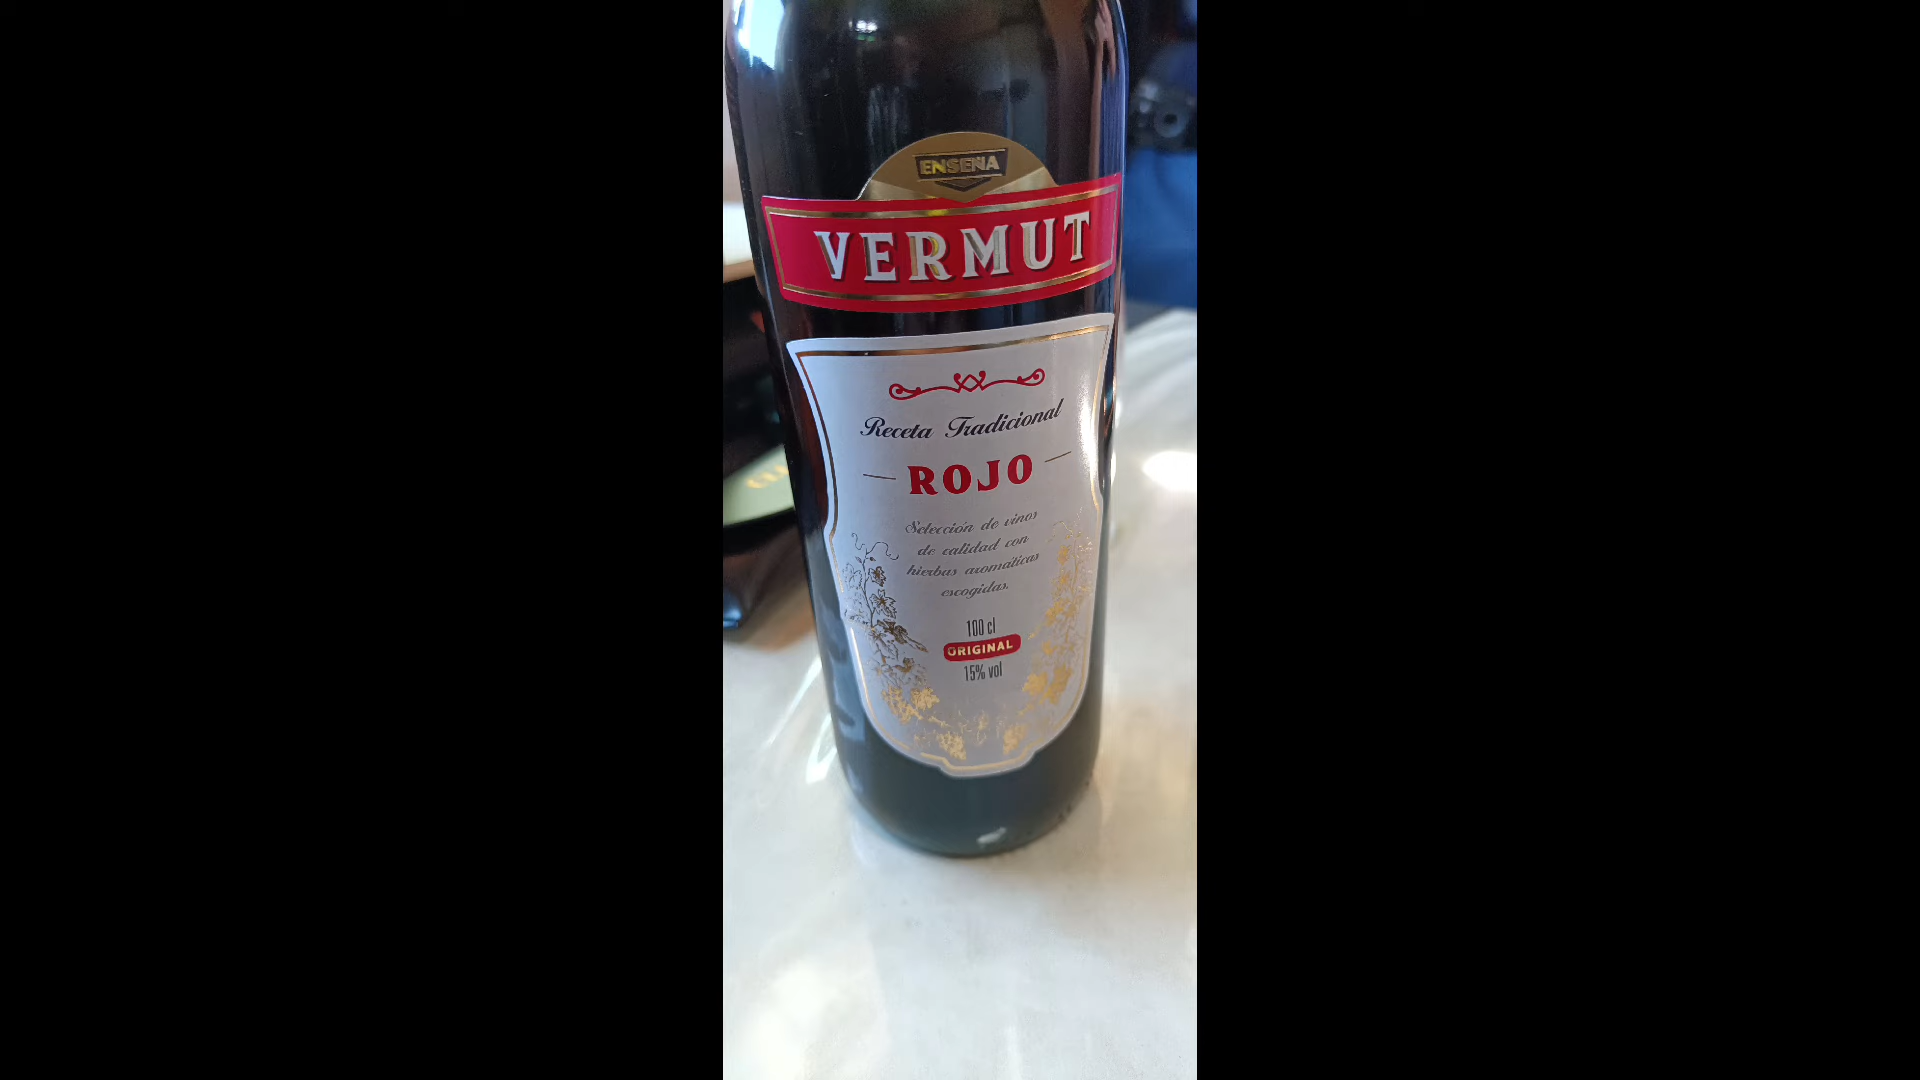 ENSEÑA
VERMUT
Receta Tradicional
ROJO
Selección de vinos
de calidad con
hierbas aromáticas
escogidas.
100 cl
ORIGINAL
15% vol